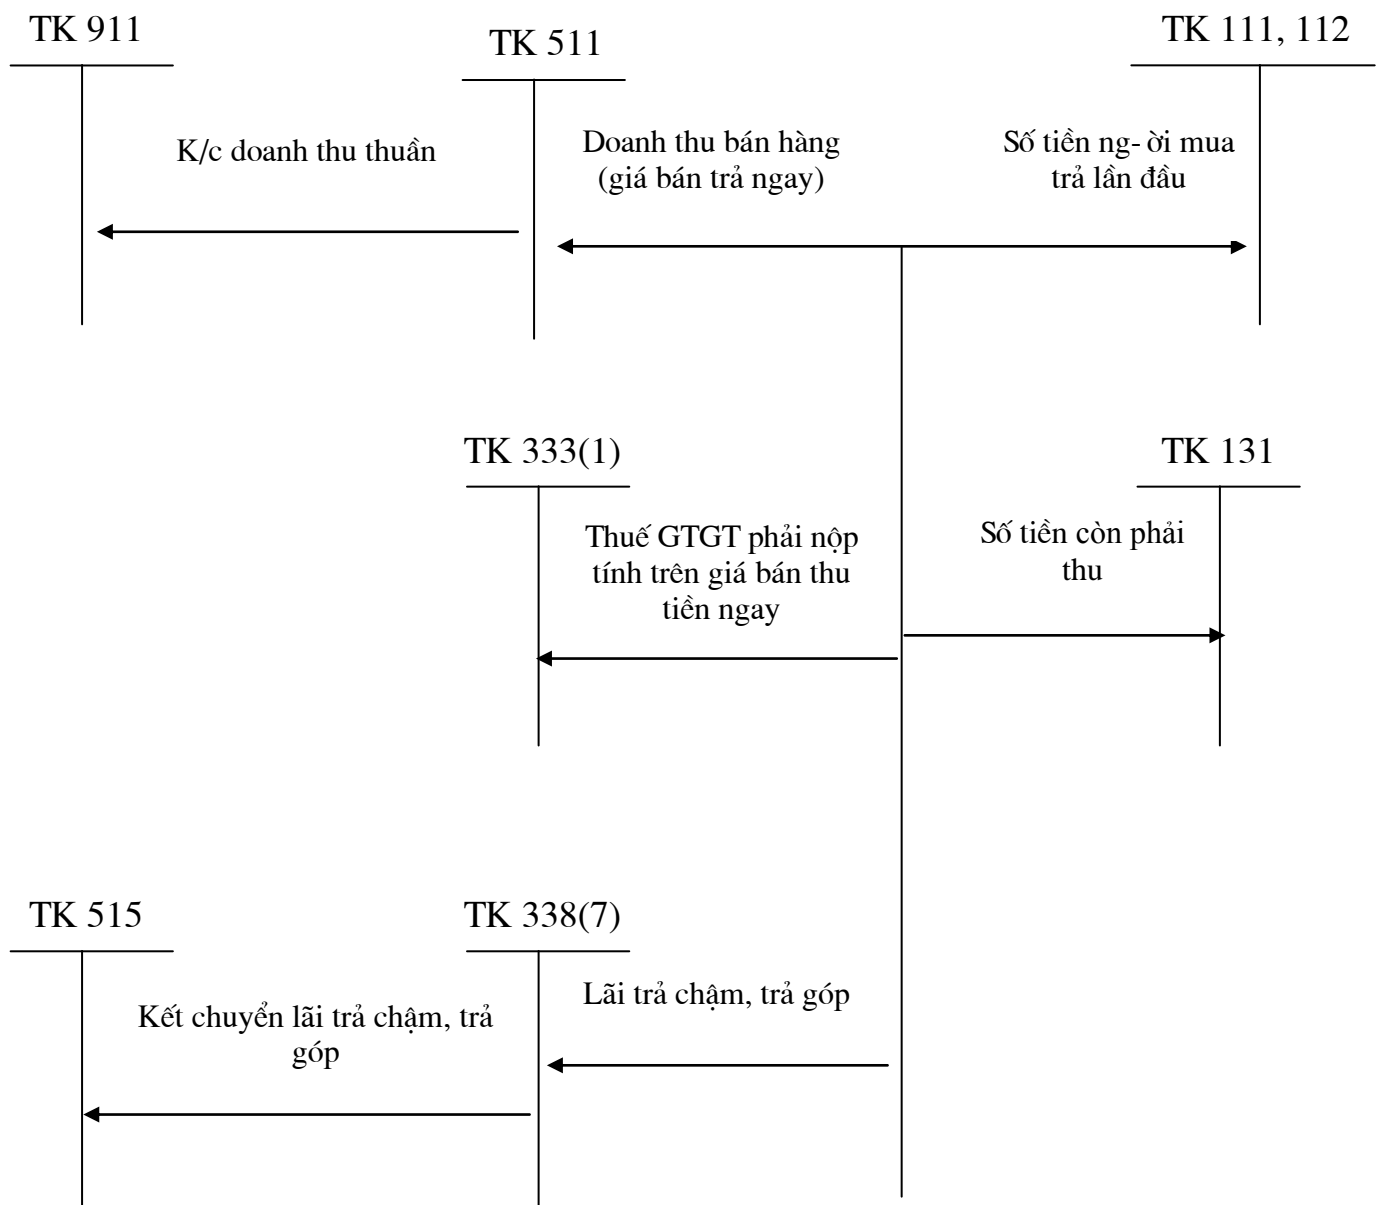 TK 911
TK 511
TK 111, 112
K/c doanh thu thuần
Doanh thu bán hàng
(giá bán trả ngay)
Số tiền ng- ời mua
trả lần đầu
TK 333(1)
TK 131
Thuế GTGT phải nộp
tính trên giá bán thu
tiền ngay
Số tiền còn phải
thu
TK 515
TK 338(7)
Kết chuyển lãi trả chậm, trả
góp
Lãi trả chậm, trả góp